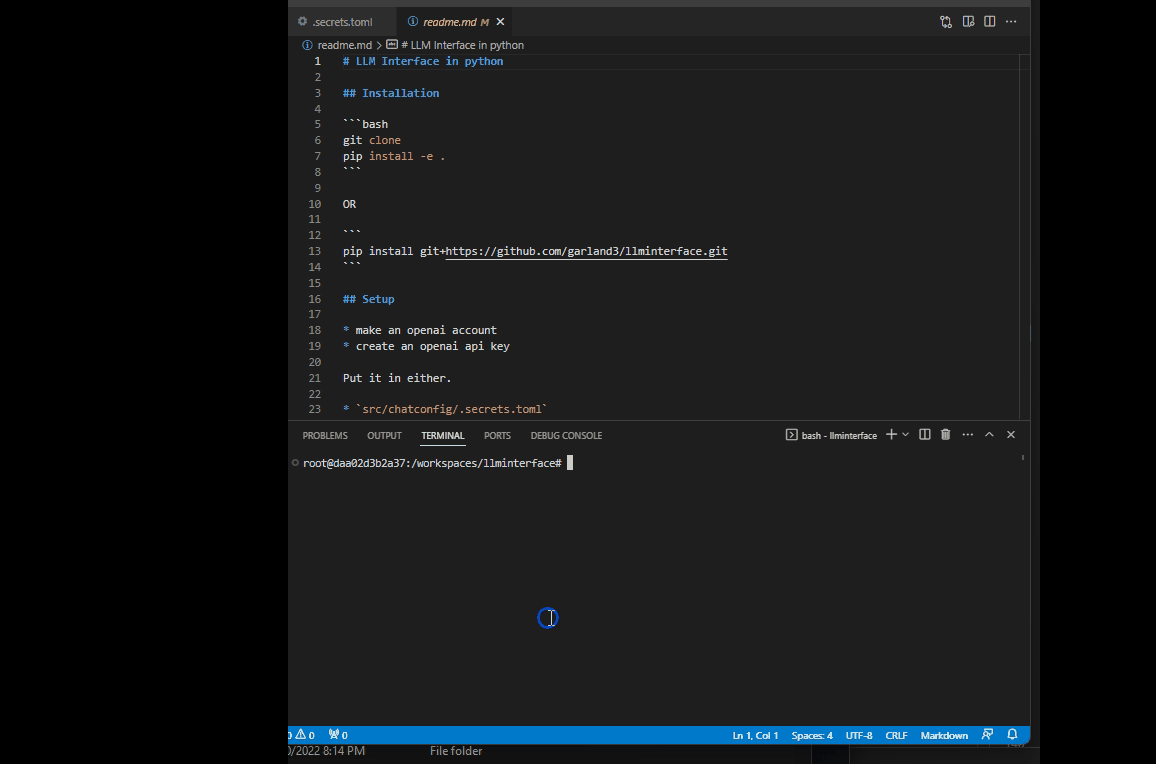 .secrets.toml readme.md M
readme.md > # LLM Interface in python
1 # LLM Interface in python
2
3 ## Installation
4
5 ```bash
6 git clone
7 pip install -e .
8 ```
9
10 OR
11
12 ```
13 pip install git+https://github.com/garland3/llminterface.git
14 ```
15
16 ## Setup
17
18 * make an openai account
19 * create an openai api key
20
21 Put it in either.
22
23 * `src/chatconfig/.secrets.toml`
PROBLEMS OUTPUT TERMINAL PORTS DEBUG CONSOLE bash - llminterface
root@daa02d3b2a37:/workspaces/llminterface#
0 0 Ln 1, Col 1 Spaces: 4 UTF-8 CRLF Markdown
/2022 8:14 PM File folder